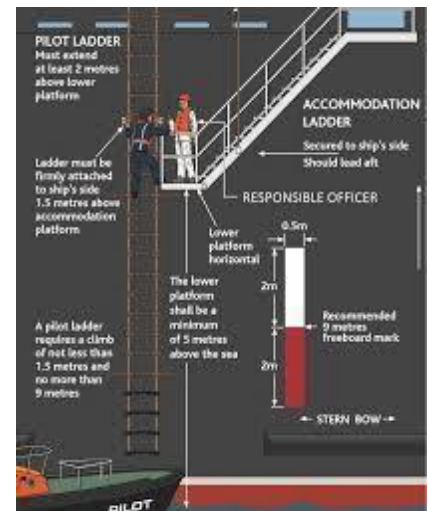 PILOT LADDER
Must extend
at least 2 metres
above lower
platform
ACCOMMODATION
LADDER
Secured to ship's side
Should lead aft
Ladder must be
firmly attached
to ship's side
1.5 metres above
accommodation
platform
RESPONSIBLE OFFICER
Lower
platform
horizontal
0.5m
2m
The lower
platform
shall be a
minimum
of 5 metres
above the sea
Recommended
9 metres
freeboard mark
A pilot ladder
requires a climb
of not less than
1.5 metres and
no more than
9 metres
2m
STERN BOW
PILOT